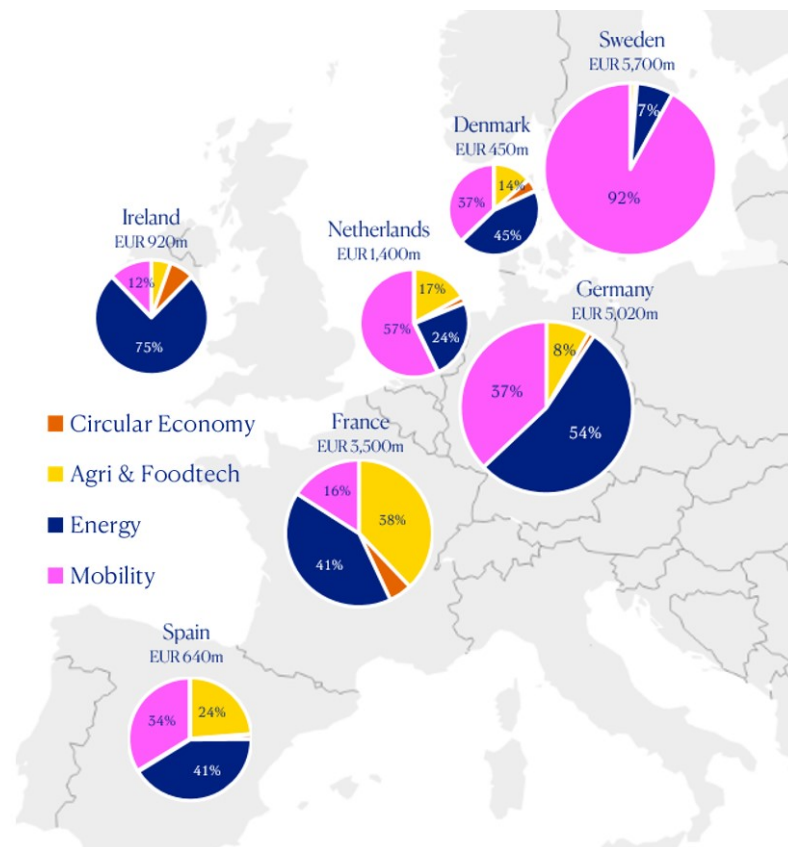 Sweden
EUR 5,700m
7%
92%
Denmark
EUR 450m
14%
37%
45%
Ireland
EUR 920m
12%
75%
Netherlands
EUR 1,400m
17%
57%
24%
Germany
EUR 5,020m
8%
37%
54%
Circular Economy
Agri & Foodtech
Energy
Mobility
France
EUR 3,500m
16%
38%
41%
Spain
EUR 640m
34%
24%
41%